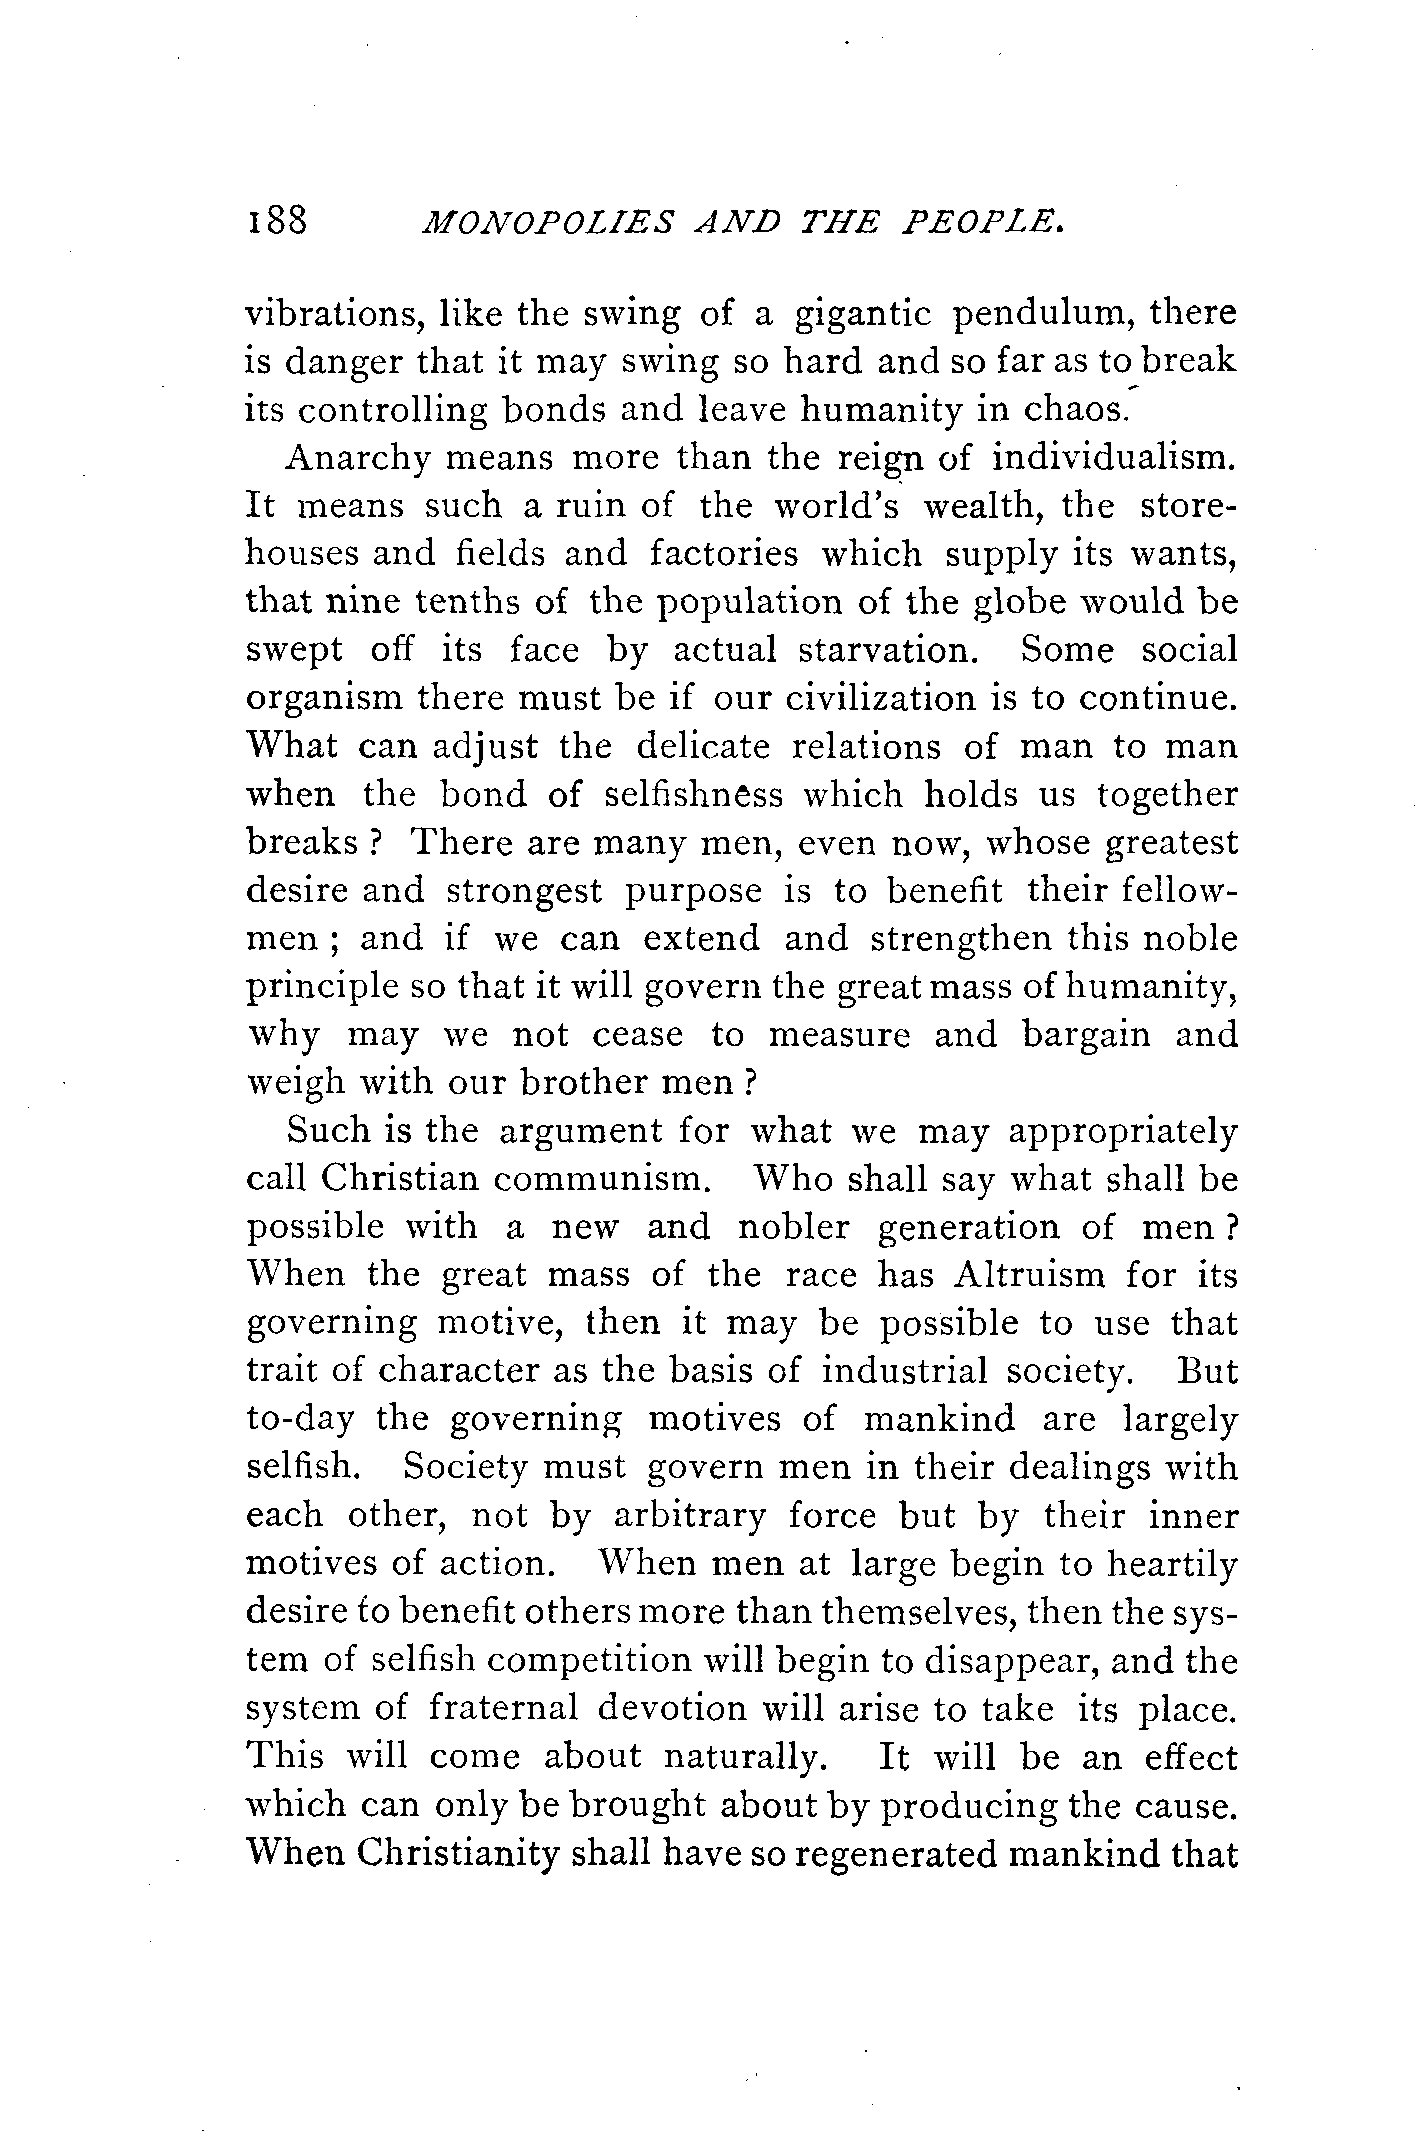 188 MONOPOLIES AND THE PEOPLE.
vibrations, like the swing of a gigantic pendulum, there
is danger that it may swing so hard and so far as to break
its controlling bonds and leave humanity in chaos.
Anarchy means more than the reign of individualism.
It means such a ruin of the world's wealth, the store-
houses and fields and factories which supply its wants,
that nine tenths of the population of the globe would be
swept off its face by actual starvation. Some social
organism there must be if our civilization is to continue.
What can adjust the delicate relations of man to man
when the bond of selfishness which holds us together
breaks ? There are many men, even now, whose greatest
desire and strongest purpose is to benefit their fellow-
men ; and if we can extend and strengthen this noble
principle so that it will govern the great mass of humanity,
why may we not cease to measure and bargain and
weigh with our brother men ?
Such is the argument for what we may appropriately
call Christian communism. Who shall say what shall be
possible with a new and nobler generation of men ?
When the great mass of the race has Altruism for its
governing motive, then it may be possible to use that
trait of character as the basis of industrial society. But
to-day the governing motives of mankind are largely
selfish. Society must govern men in their dealings with
each other, not by arbitrary force but by their inner
motives of action. When men at large begin to heartily
desire to benefit others more than themselves, then the sys-
tem of selfish competition will begin to disappear, and the
system of fraternal devotion will arise to take its place.
This will come about naturally. It will be an effect
which can only be brought about by producing the cause.
When Christianity shall have so regenerated mankind that